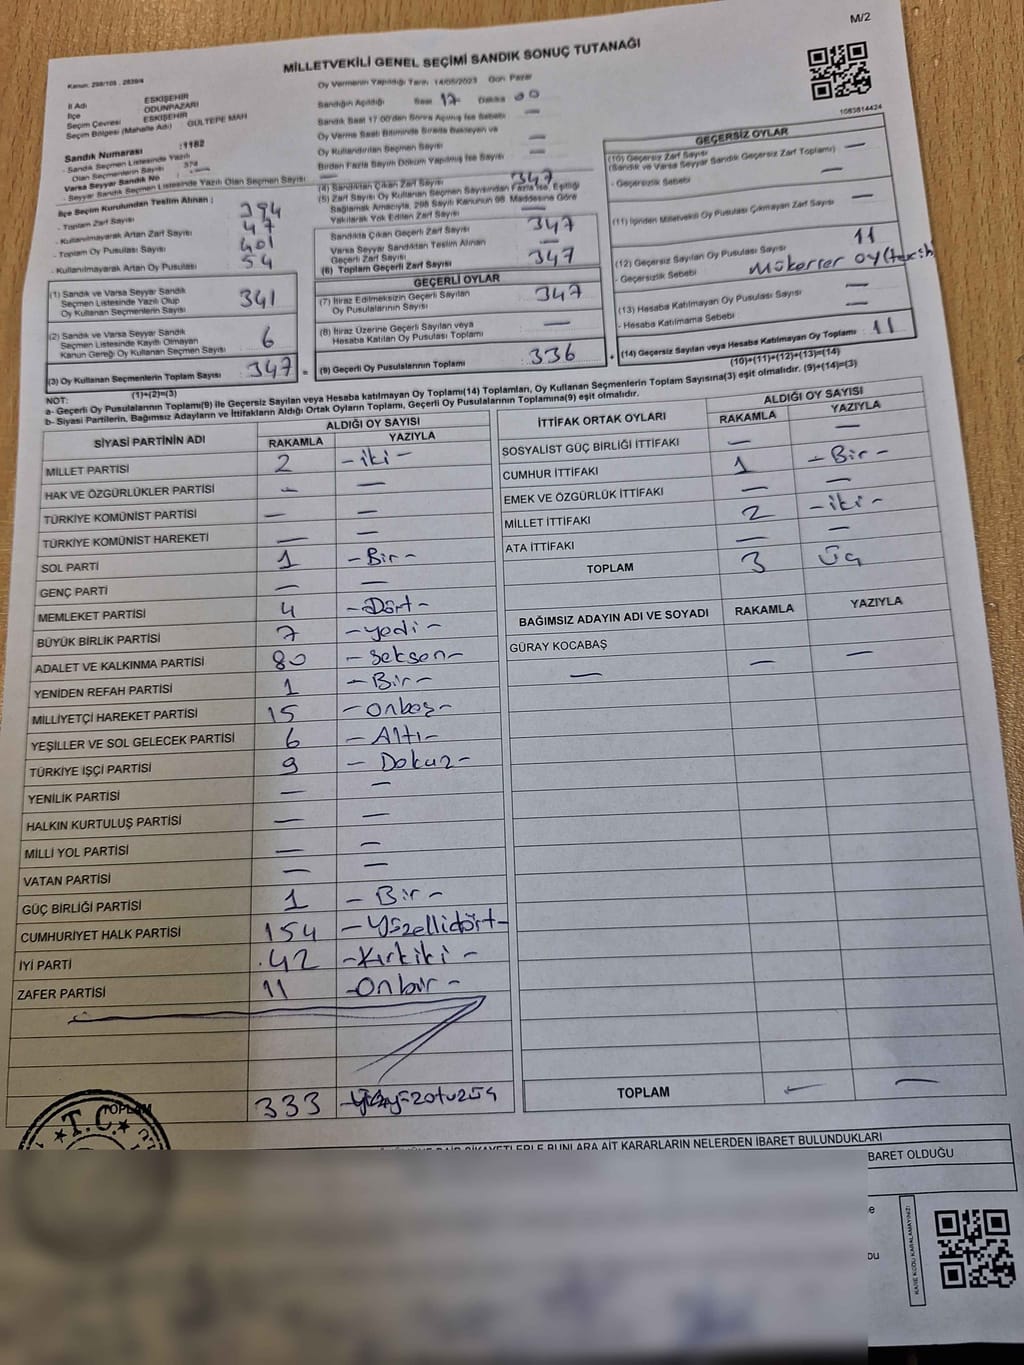 M/2
MİLLETVEKİLİ GENEL SEÇİMİ SANDIK SONUÇ TUTANAĞI
1083814424
Kanun: 298/105 , 2839/4
İl Adı ESKİŞEHİR
İlçe ODUNPAZARI
Seçim Çevresi ESKİŞEHİR
Seçim Bölgesi (Mahalle Adı) GÜLTEPE MAH
Sandık Numarası :1182
- Sandık Seçmen Listesinde Yazılı
Olan Seçmenlerin Sayısı 374
Varsa Seyyar Sandık No
- Seyyar Sandık Seçmen Listesinde Yazılı Olan Seçmen Sayısı: —
İlçe Seçim Kurulundan Teslim Alınan :
- Toplam Zarf Sayısı 394
- Kullanılmayarak Artan Zarf Sayısı 47
- Toplam Oy Pusulası Sayısı 401
- Kullanılmayarak Artan Oy Pusulası 54
(1) Sandık ve Varsa Seyyar Sandık
Seçmen Listesinde Yazılı Olup
Oy Kullanan Seçmenlerin Sayısı 341
(2) Sandık ve Varsa Seyyar Sandık
Seçmen Listesinde Kayıtlı Olmayan
Kanun Gereği Oy Kullanan Seçmen Sayısı 6
(3) Oy Kullanan Seçmenlerin Toplam Sayısı 347 =
(1)+(2)=(3)
Oy Vermenin Yapıldığı Tarih: 14/05/2023 Gün: Pazar
Sandığın Açıldığı Saat 17 Dakika 00
Sandık Saat 17:00'den Sonra Açılmış İse Sebebi —
Oy Verme Saati Bitiminde Sırada Bekleyen ve
Oy Kullandırılan Seçmen Sayısı —
Birden Fazla Sayım Döküm Yapılmış İse Sayısı —
(4) Sandıktan Çıkan Zarf Sayısı 347
(5) Zarf Sayısı Oy Kullanan Seçmen Sayısından Fazla İse, Eşitliği
Sağlamak Amacıyla, 298 Sayılı Kanunun 98. Maddesine Göre
Yakılarak Yok Edilen Zarf Sayısı —
Sandıkta Çıkan Geçerli Zarf Sayısı 347
Varsa Seyyar Sandıktan Teslim Alınan
Geçerli Zarf Sayısı —
(6) Toplam Geçerli Zarf Sayısı 347
GEÇERLİ OYLAR
(7) İtiraz Edilmeksizin Geçerli Sayılan
Oy Pusulalarının Sayısı 347
(8) İtiraz Üzerine Geçerli Sayılan veya
Hesaba Katılan Oy Pusulası Toplamı —
(9) Geçerli Oy Pusulalarının Toplamı 336 +
GEÇERSİZ OYLAR
(10) Geçersiz Zarf Sayısı —
(Sandık ve Varsa Seyyar Sandık Geçersiz Zarf Toplamı)
- Geçersizlik Sebebi —
(11) İçinden Milletvekili Oy Pusulası Çıkmayan Zarf Sayısı —
(12) Geçersiz Sayılan Oy Pusulası Sayısı 11
- Geçersizlik Sebebi Mükerrer oy(tercih
(13) Hesaba Katılmayan Oy Pusulası Sayısı —
- Hesaba Katılmama Sebebi —
(14) Geçersiz Sayılan veya Hesaba Katılmayan Oy Toplamı 11
(10)+(11)+(12)+(13)=(14)
NOT:
a- Geçerli Oy Pusulalarının Toplamı(9) ile Geçersiz Sayılan veya Hesaba katılmayan Oy Toplamı(14) Toplamları, Oy Kullanan Seçmenlerin Toplam Sayısına(3) eşit olmalıdır. (9)+(14)=(3)
b- Siyasi Partilerin, Bağımsız Adayların ve İttifakların Aldığı Ortak Oyların Toplamı, Geçerli Oy Pusulalarının Toplamına(9) eşit olmalıdır.
SİYASİ PARTİNİN ADI ALDIĞI OY SAYISI
RAKAMLA YAZIYLA
MİLLET PARTİSİ 2 -iki-
HAK VE ÖZGÜRLÜKLER PARTİSİ — —
TÜRKİYE KOMÜNİST PARTİSİ — —
TÜRKİYE KOMÜNİST HAREKETİ — —
SOL PARTİ 1 -Bir-
GENÇ PARTİ — —
MEMLEKET PARTİSİ 4 -Dört-
BÜYÜK BİRLİK PARTİSİ 7 -yedi-
ADALET VE KALKINMA PARTİSİ 80 -seksen-
YENİDEN REFAH PARTİSİ 1 -Bir-
MİLLİYETÇİ HAREKET PARTİSİ 15 -onbeş-
YEŞİLLER VE SOL GELECEK PARTİSİ 6 -Altı-
TÜRKİYE İŞÇİ PARTİSİ 9 - Dokuz-
YENİLİK PARTİSİ — —
HALKIN KURTULUŞ PARTİSİ — —
MİLLİ YOL PARTİSİ — —
VATAN PARTİSİ — —
GÜÇ BİRLİĞİ PARTİSİ 1 - Bir -
CUMHURİYET HALK PARTİSİ 154 -Yüzellidört-
İYİ PARTİ 42 -Kırkiki -
ZAFER PARTİSİ 11 -Onbir-
TOPLAM 333
İTTİFAK ORTAK OYLARI ALDIĞI OY SAYISI
RAKAMLA YAZIYLA
SOSYALİST GÜÇ BİRLİĞİ İTTİFAKI — —
CUMHUR İTTİFAKI 1 -Bir-
EMEK VE ÖZGÜRLÜK İTTİFAKI — —
MİLLET İTTİFAKI 2 -iki-
ATA İTTİFAKI — —
TOPLAM 3 Üç
BAĞIMSIZ ADAYIN ADI VE SOYADI RAKAMLA YAZIYLA
GÜRAY KOCABAŞ — —
—
TOPLAM — —
T.C.
BUNLARA AİT KARARLARIN NELERDEN İBARET BULUNDUKLARI
BARET OLDUĞU
KARE KODU KARALAMAYINIZ!